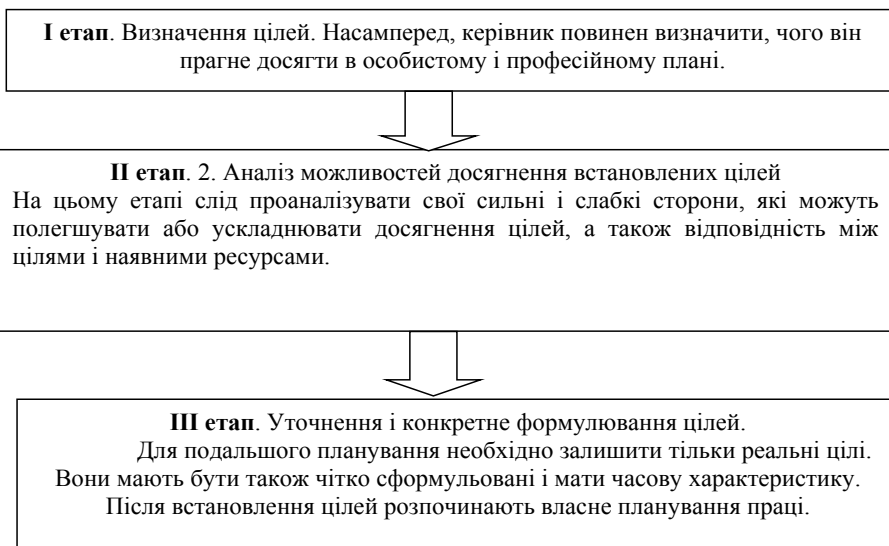 І етап. Визначення цілей. Насамперед, керівник повинен визначити, чого він
прагне досягти в особистому і професійному плані.
ІІ етап. 2. Аналіз можливостей досягнення встановлених цілей
На цьому етапі слід проаналізувати свої сильні і слабкі сторони, які можуть
полегшувати або ускладнювати досягнення цілей, а також відповідність між
цілями і наявними ресурсами.
ІІІ етап. Уточнення і конкретне формулювання цілей.
Для подальшого планування необхідно залишити тільки реальні цілі.
Вони мають бути також чітко сформульовані і мати часову характеристику.
Після встановлення цілей розпочинають власне планування праці.